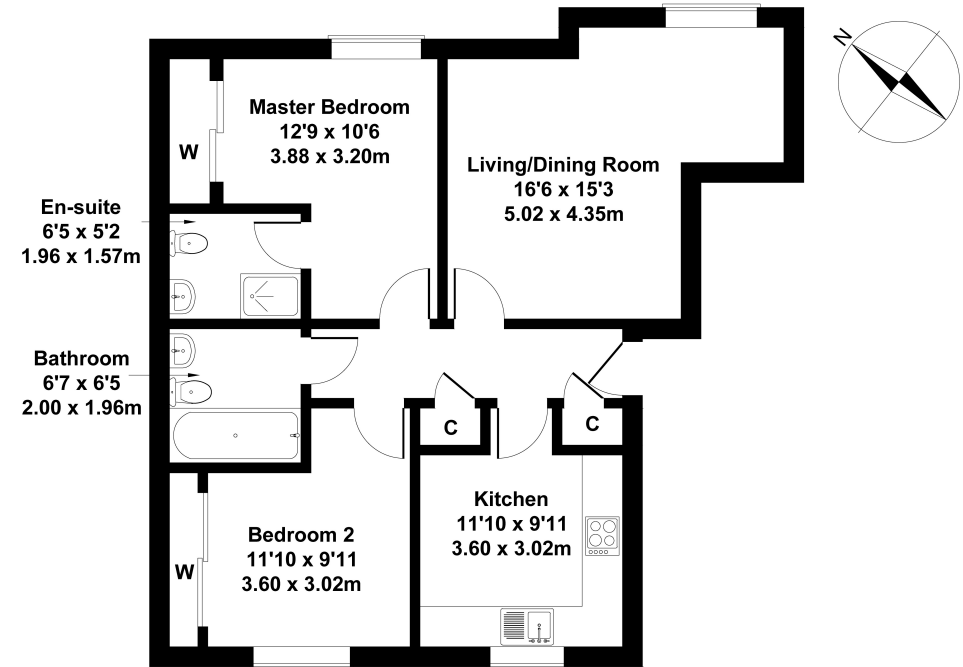 N
Master Bedroom
12'9 x 10'6
3.88 x 3.20m
W
Living/Dining Room
16'6 x 15'3
5.02 x 4.35m
En-suite
6'5 x 5'2
1.96 x 1.57m
Bathroom
6'7 x 6'5
2.00 x 1.96m
C
C
Kitchen
11'10 x 9'11
3.60 x 3.02m
Bedroom 2
11'10 x 9'11
3.60 x 3.02m
W